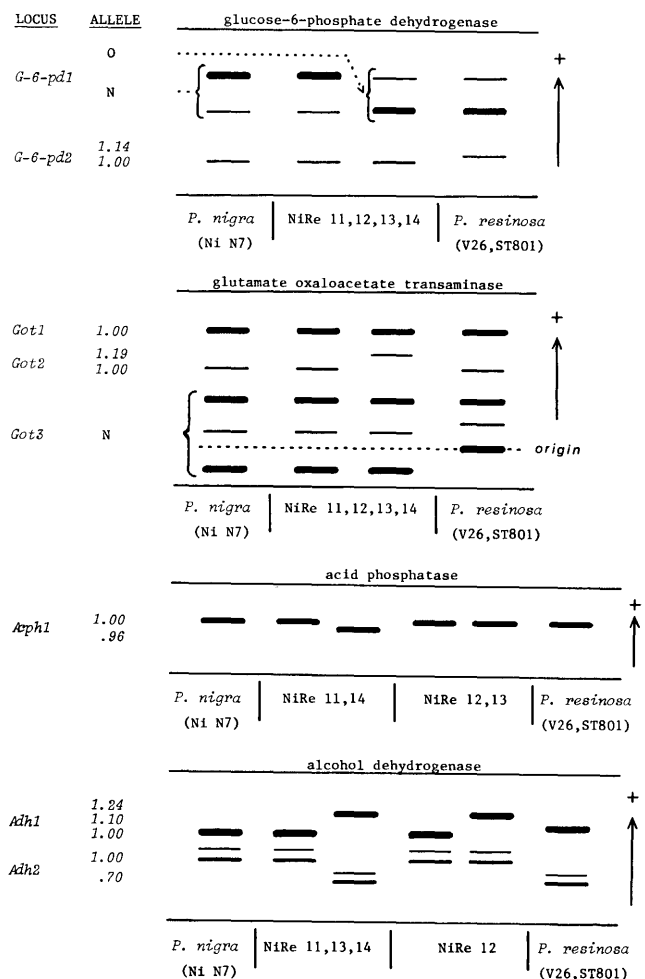 LOCUS ALLELE glucose-6-phosphate dehydrogenase
O
G-6-pd1
N
+
1.14
G-6-pd2 1.00
P. nigra NiRe 11,12,13,14 P. resinosa
(Ni N7) (V26,ST801)
glutamate oxaloacetate transaminase
+
Got1 1.00
1.19
Got2 1.00
Got3 N
origin
P. nigra NiRe 11,12,13,14 P. resinosa
(Ni N7) (V26,ST801)
acid phosphatase
+
Acph1 1.00
.96
P. nigra NiRe 11,14 NiRe 12,13 P. resinosa
(Ni N7) (V26,ST801)
alcohol dehydrogenase
+
1.24
Adh1 1.10
1.00
1.00
Adh2 .70
P. nigra NiRe 11,13,14 NiRe 12 P. resinosa
(Ni N7) (V26,ST801)